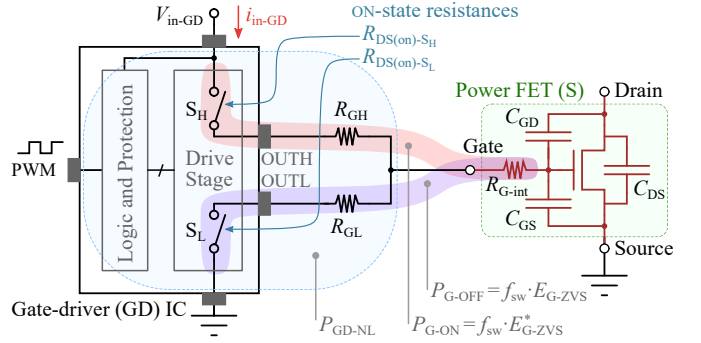 V_in-GD
i_in-GD
ON-state resistances
R_DS(on)-S_H
R_DS(on)-S_L
Power FET (S)
Drain
S_H
R_GH
C_GD
Gate
PWM
Logic and Protection
Drive
Stage
OUTH
OUTL
R_G-int
C_DS
C_GS
S_L
R_GL
Source
Gate-driver (GD) IC
P_G-OFF = f_sw·E_G-ZVS
P_GD-NL
P_G-ON = f_sw·E*_G-ZVS